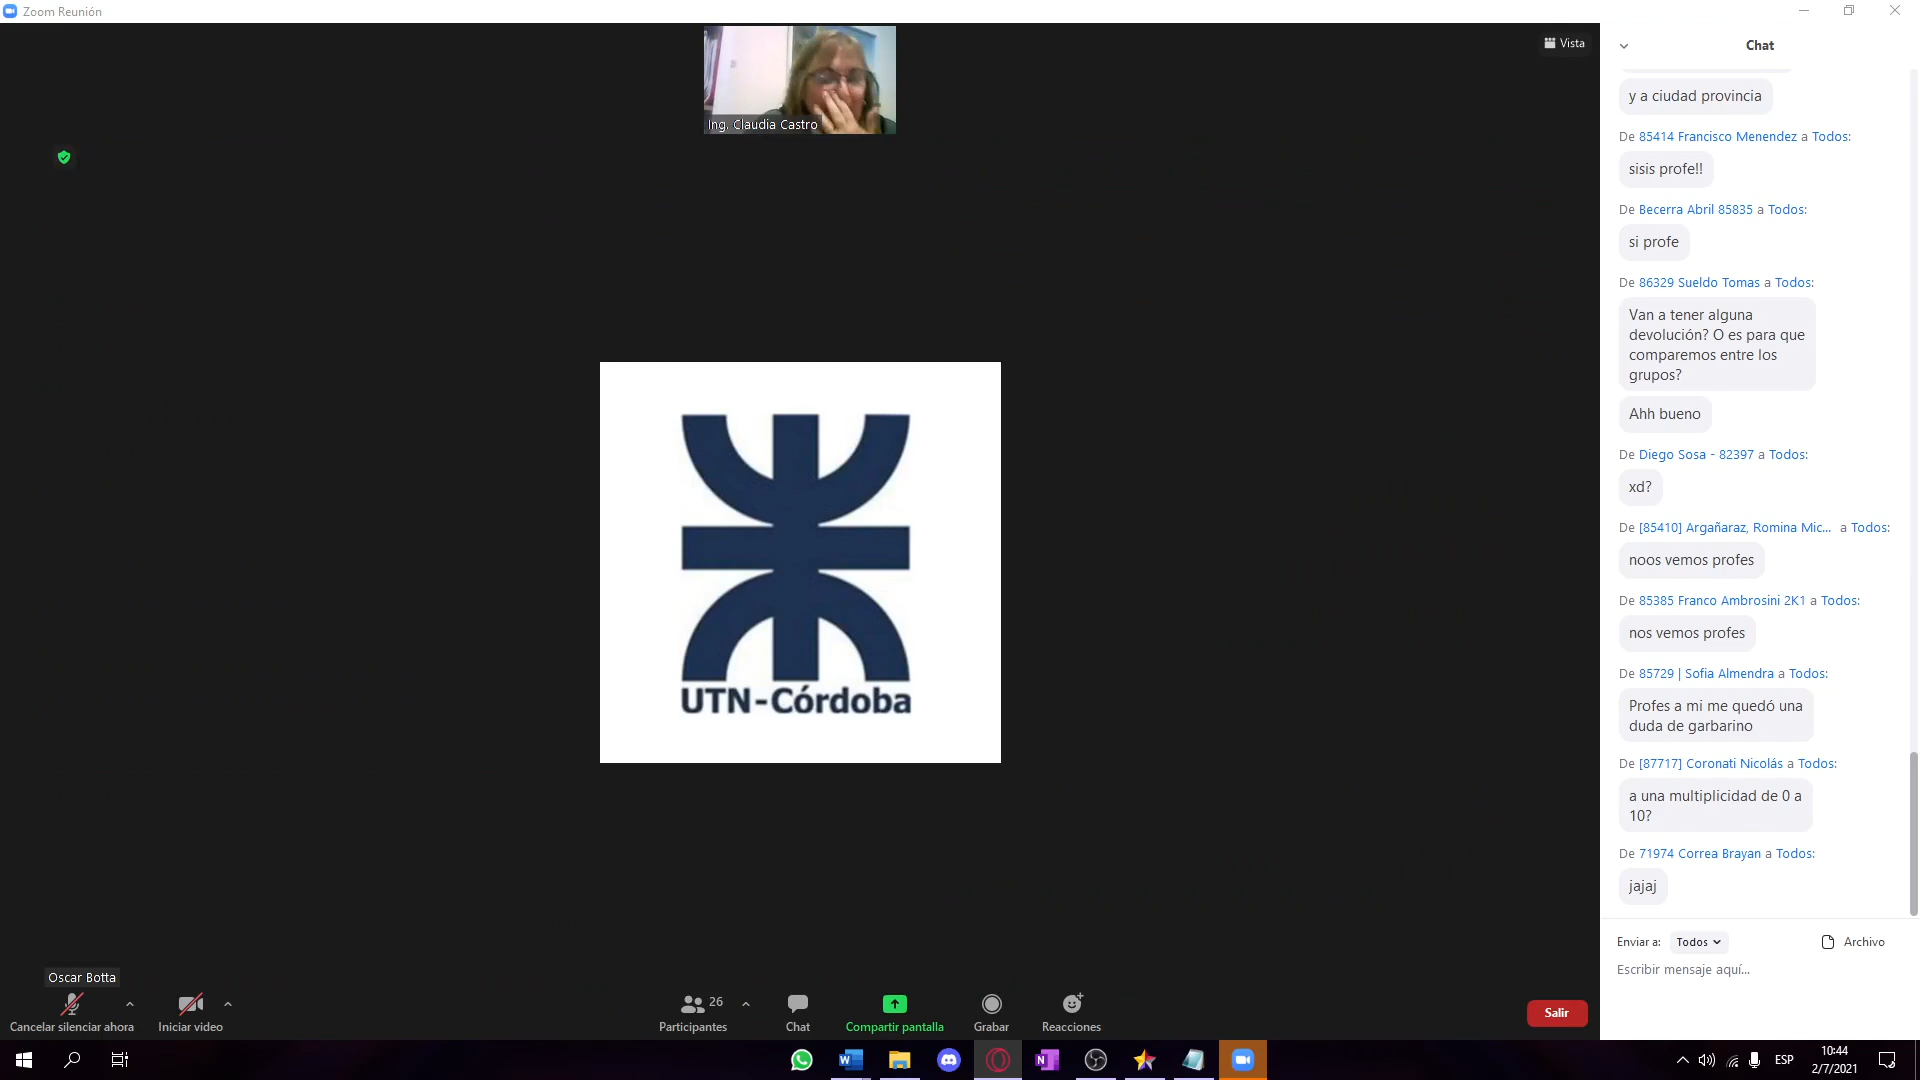 Zoom Reunión
Ing. Claudia Castro
Vista
UTN-Córdoba
Oscar Botta
Cancelar silenciar ahora
Iniciar video
26
Participantes
Chat
Compartir pantalla
Grabar
Reacciones
Salir
Chat
y a ciudad provincia
De 85414 Francisco Menendez a Todos:
sisis profe!!
De Becerra Abril 85835 a Todos:
si profe
De 86329 Sueldo Tomas a Todos:
Van a tener alguna
devolución? O es para que
comparemos entre los
grupos?
Ahh bueno
De Diego Sosa - 82397 a Todos:
xd?
De [85410] Argañaraz, Romina Mic... a Todos:
noos vemos profes
De 85385 Franco Ambrosini 2K1 a Todos:
nos vemos profes
De 85729 | Sofia Almendra a Todos:
Profes a mi me quedó una
duda de garbarino
De [87717] Coronati Nicolás a Todos:
a una multiplicidad de 0 a
10?
De 71974 Correa Brayan a Todos:
jajaj
Enviar a: Todos
Archivo
Escribir mensaje aquí...
ESP
10:44
2/7/2021